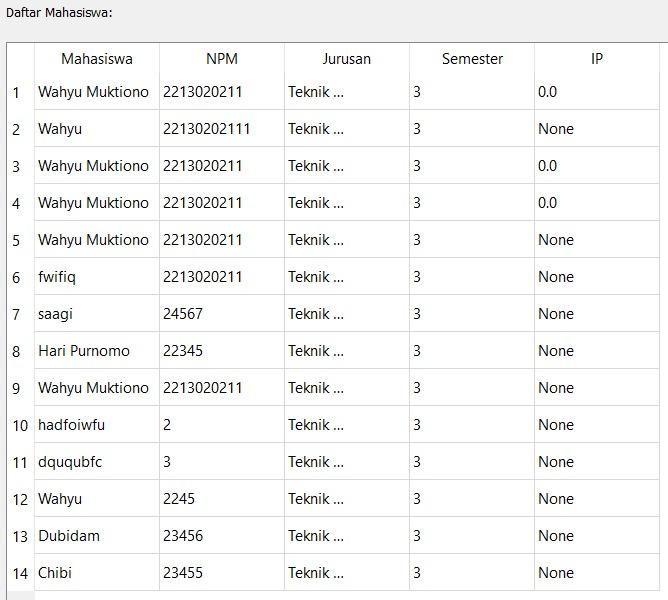 Daftar Mahasiswa:
Mahasiswa NPM Jurusan Semester IP
1 Wahyu Muktiono 2213020211 Teknik ... 3 0.0
2 Wahyu 22130202111 Teknik ... 3 None
3 Wahyu Muktiono 2213020211 Teknik ... 3 0.0
4 Wahyu Muktiono 2213020211 Teknik ... 3 0.0
5 Wahyu Muktiono 2213020211 Teknik ... 3 None
6 fwifiq 2213020211 Teknik ... 3 None
7 saagi 24567 Teknik ... 3 None
8 Hari Purnomo 22345 Teknik ... 3 None
9 Wahyu Muktiono 2213020211 Teknik ... 3 None
10 hadfoiwfu 2 Teknik ... 3 None
11 dququbfc 3 Teknik ... 3 None
12 Wahyu 2245 Teknik ... 3 None
13 Dubidam 23456 Teknik ... 3 None
14 Chibi 23455 Teknik ... 3 None